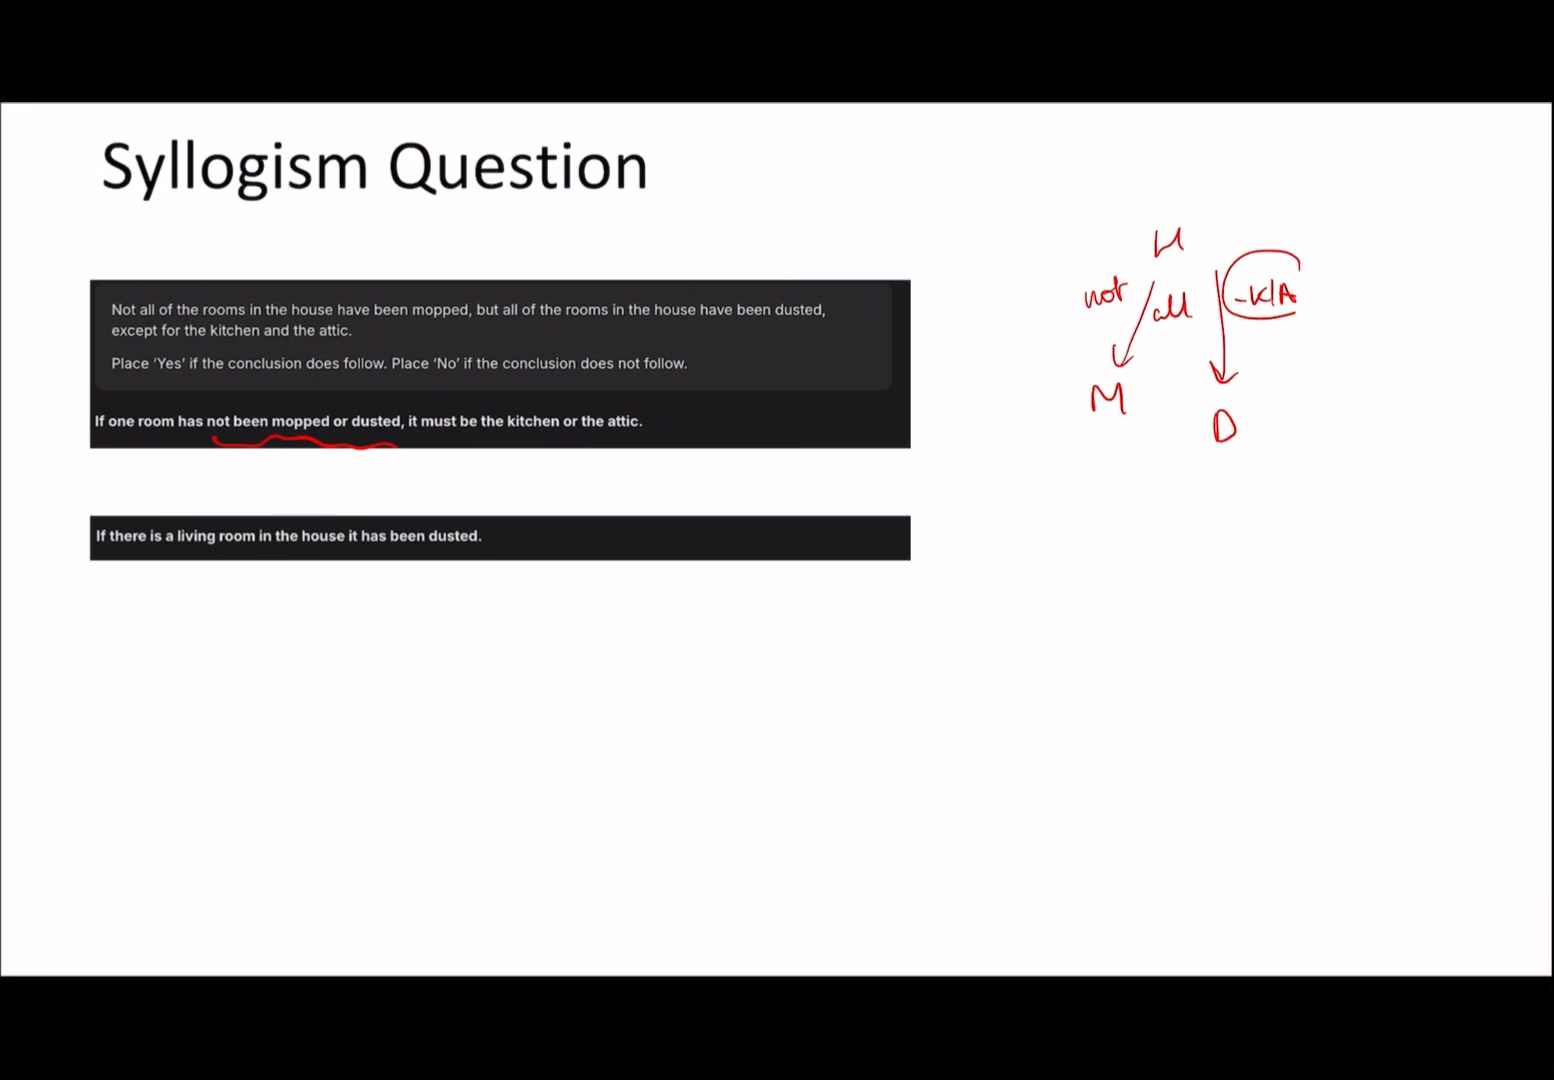 Syllogism Question
Not all of the rooms in the house have been mopped, but all of the rooms in the house have been dusted,
except for the kitchen and the attic.
Place ‘Yes’ if the conclusion does follow. Place ‘No’ if the conclusion does not follow.
If one room has not been mopped or dusted, it must be the kitchen or the attic.
If there is a living room in the house it has been dusted.
H
not all -K/A
M
D